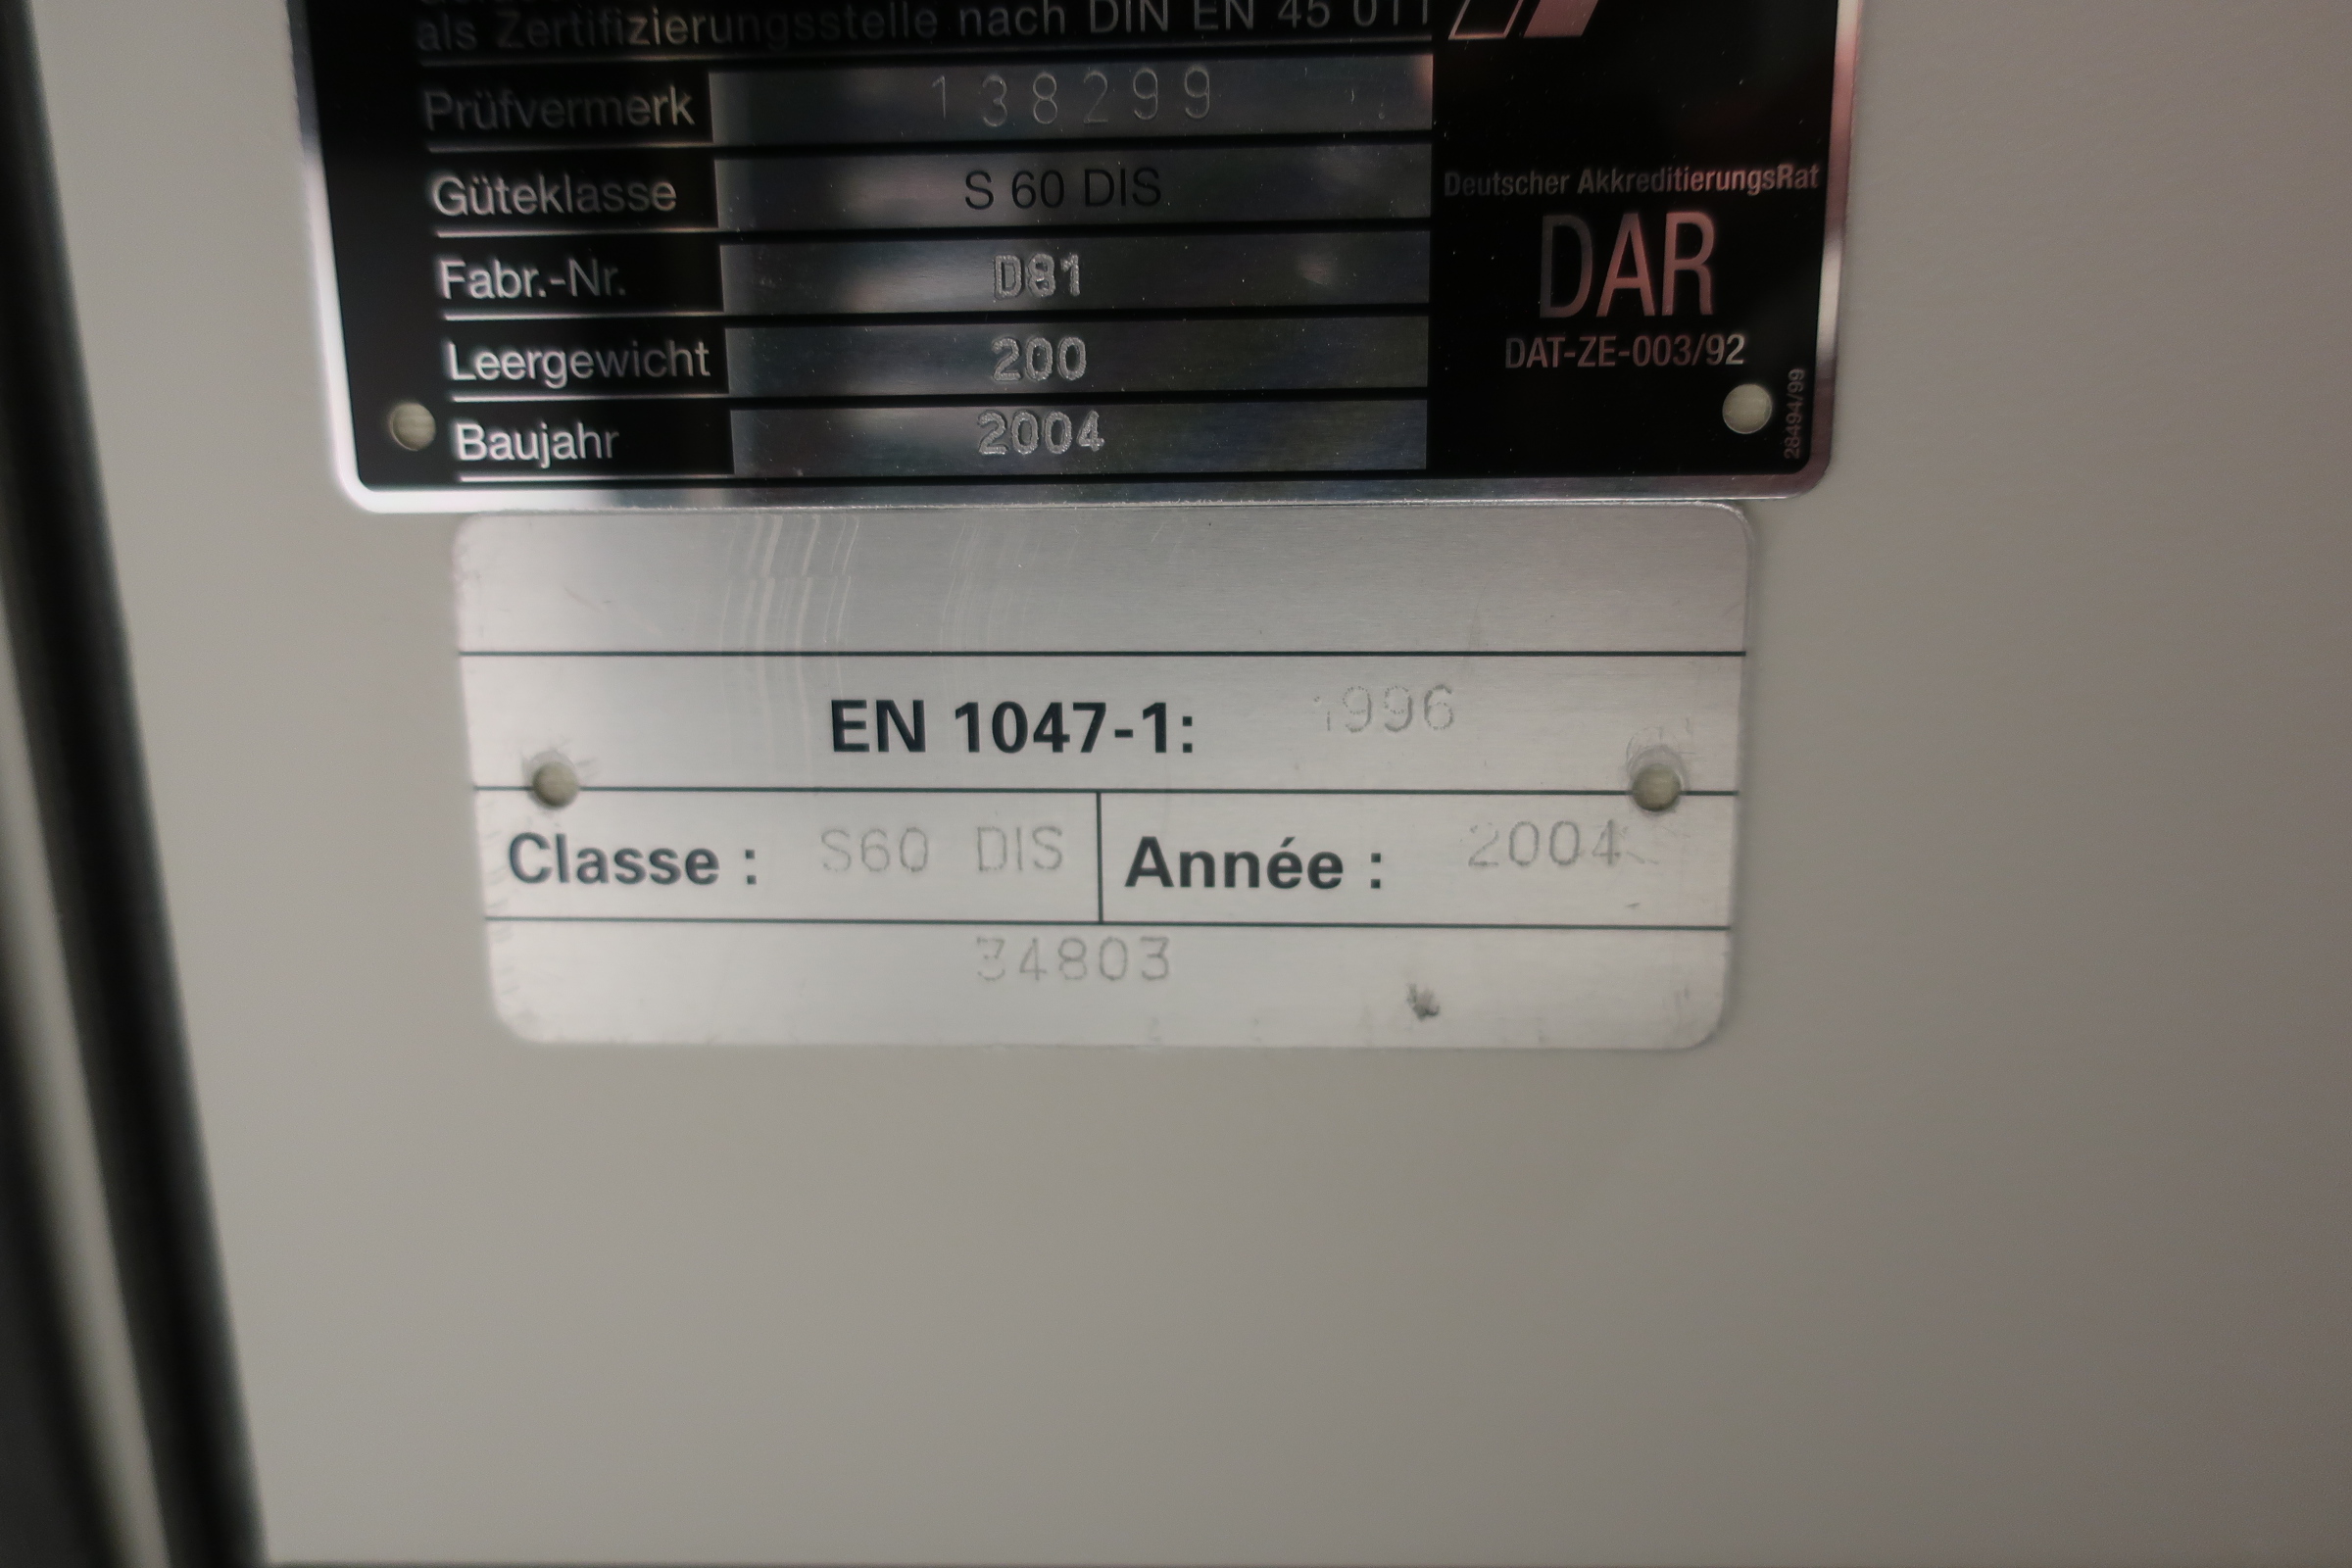 als Zertifizierungsstelle nach DIN EN 45 011
Prüfvermerk 138299
Güteklasse S 60 DIS
Fabr.-Nr. D81
Leergewicht 200
Baujahr 2004
Deutscher AkkreditierungsRat
DAR
DAT-ZE-003/92
28494/99
EN 1047-1: 1996
Classe : S60 DIS Année : 2004
34803